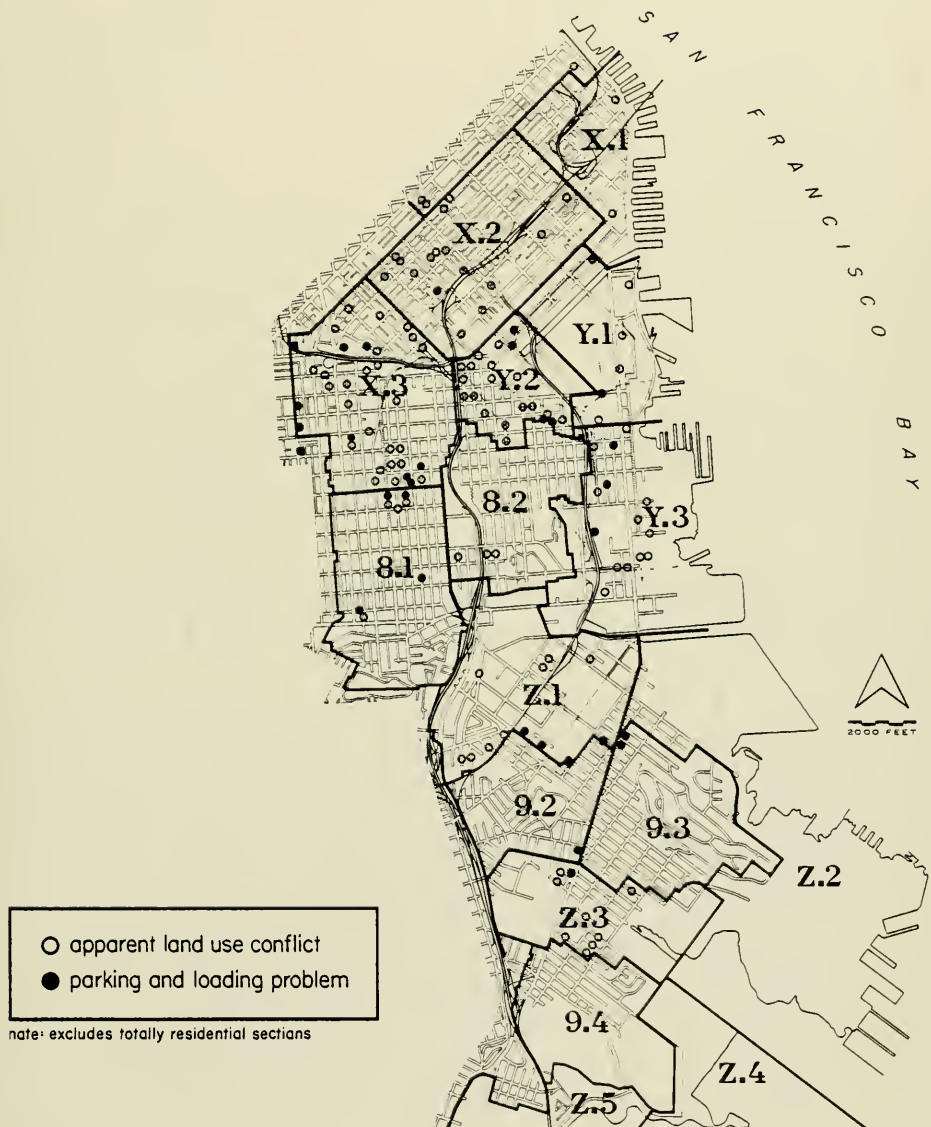 SAN FRANCISCO BAY
X.1
X.2
Y.1
Y.2
X.3
8.2
Y.3
8.1
Z.1
2000 FEET
9.2
9.3
Z.2
Z.3
9.4
Z.4
Z.5
apparent land use conflict
parking and loading problem
note: excludes totally residential sections